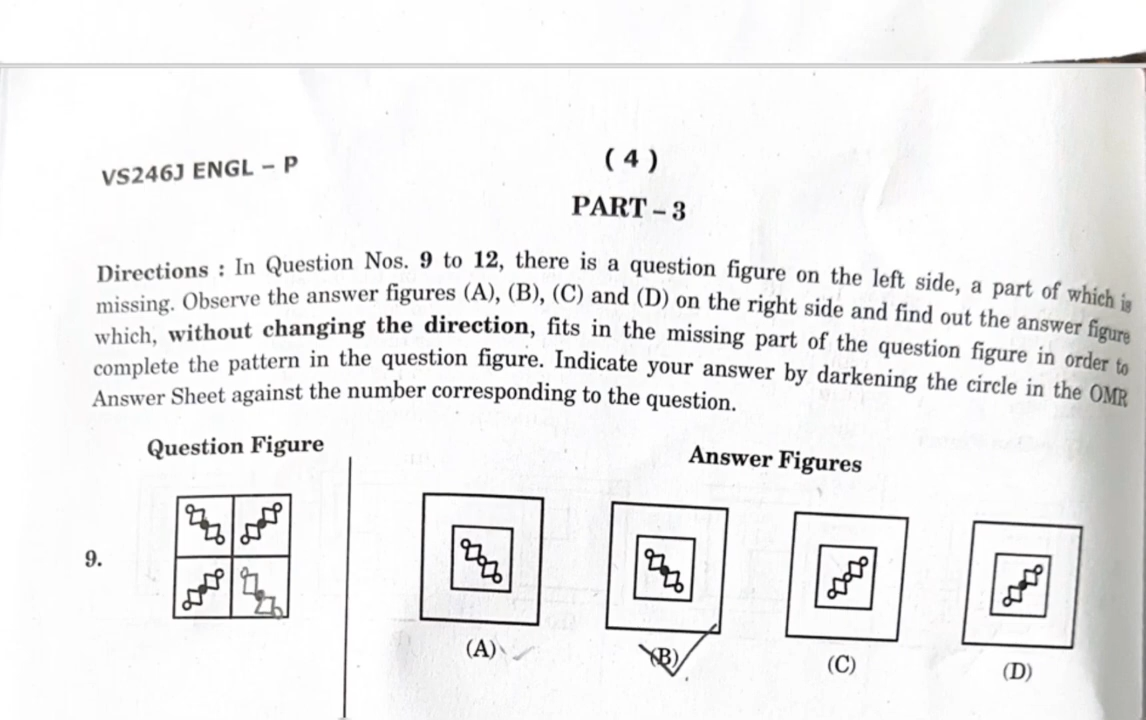 VS246J ENGL – P
( 4 )
PART – 3
Directions : In Question Nos. 9 to 12, there is a question figure on the left side, a part of which is
missing. Observe the answer figures (A), (B), (C) and (D) on the right side and find out the answer figure
which, without changing the direction, fits in the missing part of the question figure in order to
complete the pattern in the question figure. Indicate your answer by darkening the circle in the OMR
Answer Sheet against the number corresponding to the question.
Question Figure
Answer Figures
9.
(A)
(B)
(C)
(D)